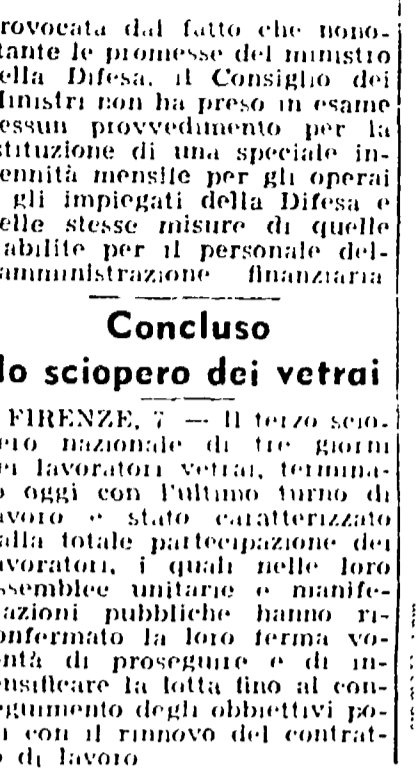 rovocata dal fatto che nono-
tante le promesse del ministro
ella Difesa, il Consiglio dei
Ministri non ha preso in esame
essun provvedimento per la
stituzione di una speciale in-
ennità mensile per gli operai
gli impiegati della Difesa e
elle stesse misure di quelle
abilite per il personale del-
amministrazione finanziaria
Concluso
lo sciopero dei vetrai
FIRENZE, 7 — Il terzo scio-
ero nazionale di tre giorni
ei lavoratori vetrai, termina-
o oggi con l'ultimo turno di
avoro e stato caratterizzato
alla totale partecipazione dei
avoratori, i quali nelle loro
ssemblee unitarie e manife-
azioni pubbliche hanno ri-
onfermato la loro ferma vo-
ntà di proseguire e di in-
ensificare la lotta fino al con-
eguimento degli obbiettivi po-
i con il rinnovo del contrat-
o di lavoro